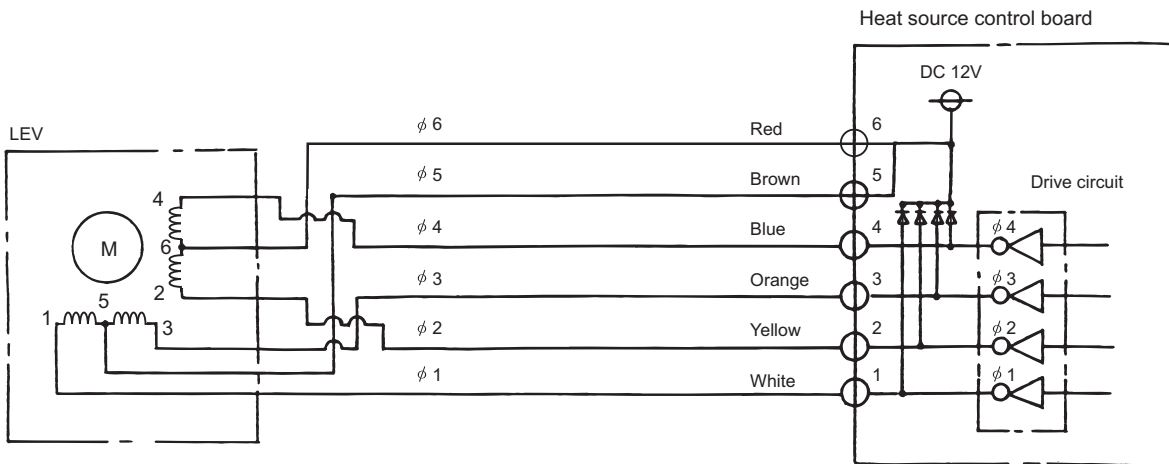 Heat source control board
DC 12V
LEV
ϕ 6 Red 6
ϕ 5 Brown 5
Drive circuit
4
ϕ 4 Blue 4 ϕ 4
M 6
2
ϕ 3 Orange 3 ϕ 3
5
1 3
ϕ 2 Yellow 2 ϕ 2
ϕ 1 White 1 ϕ 1